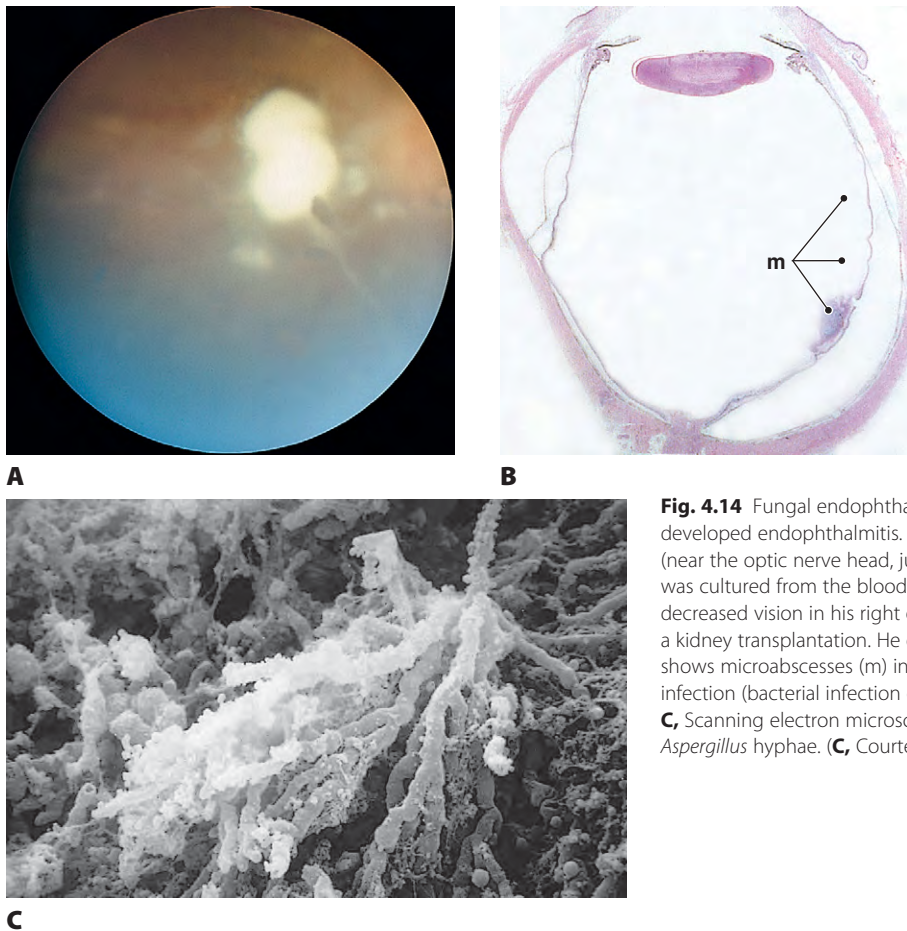 A
m
B
Fig. 4.14 Fungal endophtha
developed endophthalmitis.
(near the optic nerve head, ju
was cultured from the blood
decreased vision in his right
a kidney transplantation. He
shows microabscesses (m) in
infection (bacterial infection
C, Scanning electron microsc
Aspergillus hyphae. (C, Courte
C